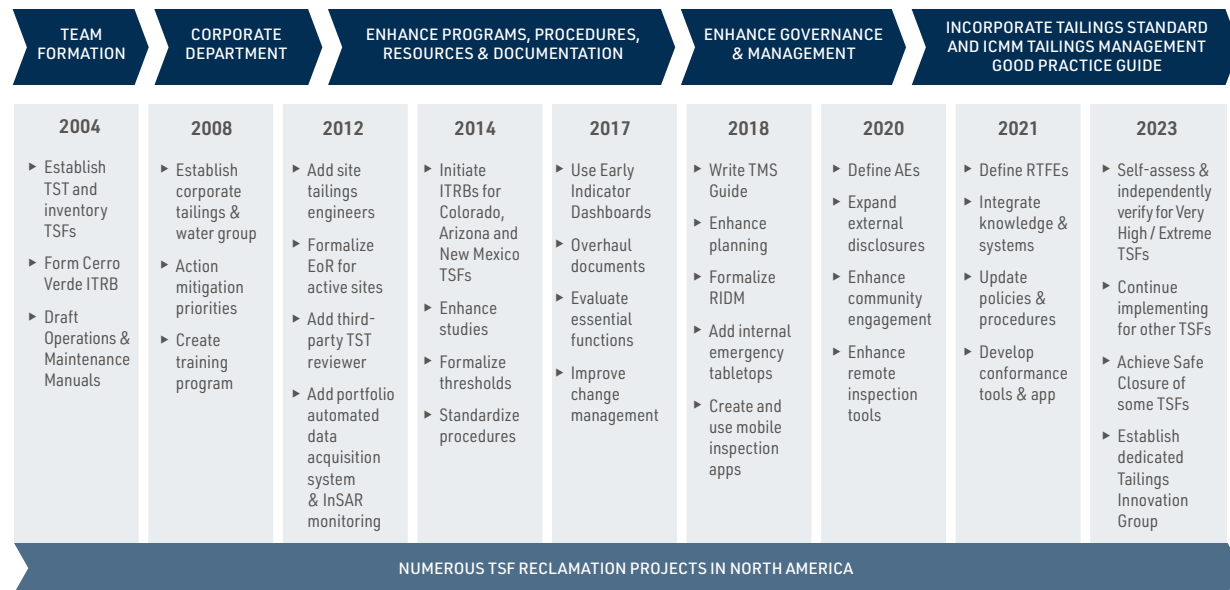 TEAM
FORMATION
CORPORATE
DEPARTMENT
ENHANCE PROGRAMS, PROCEDURES,
RESOURCES & DOCUMENTATION
ENHANCE GOVERNANCE
& MANAGEMENT
INCORPORATE TAILINGS STANDARD
AND ICMM TAILINGS MANAGEMENT
GOOD PRACTICE GUIDE
2004
▸ Establish
TST and
inventory
TSFs
▸ Form Cerro
Verde ITRB
▸ Draft
Operations &
Maintenance
Manuals
2008
▸ Establish
corporate
tailings &
water group
▸ Action
mitigation
priorities
▸ Create
training
program
2012
▸ Add site
tailings
engineers
▸ Formalize
EoR for
active sites
▸ Add third-
party TST
reviewer
▸ Add portfolio
automated
data
acquisition
system
& InSAR
monitoring
2014
▸ Initiate
ITRBs for
Colorado,
Arizona and
New Mexico
TSFs
▸ Enhance
studies
▸ Formalize
thresholds
▸ Standardize
procedures
2017
▸ Use Early
Indicator
Dashboards
▸ Overhaul
documents
▸ Evaluate
essential
functions
▸ Improve
change
management
2018
▸ Write TMS
Guide
▸ Enhance
planning
▸ Formalize
RIDM
▸ Add internal
emergency
tabletops
▸ Create and
use mobile
inspection
apps
2020
▸ Define AEs
▸ Expand
external
disclosures
▸ Enhance
community
engagement
▸ Enhance
remote
inspection
tools
2021
▸ Define RTFEs
▸ Integrate
knowledge &
systems
▸ Update
policies &
procedures
▸ Develop
conformance
tools & app
2023
▸ Self-assess &
independently
verify for Very
High / Extreme
TSFs
▸ Continue
implementing
for other TSFs
▸ Achieve Safe
Closure of
some TSFs
▸ Establish
dedicated
Tailings
Innovation
Group
NUMEROUS TSF RECLAMATION PROJECTS IN NORTH AMERICA